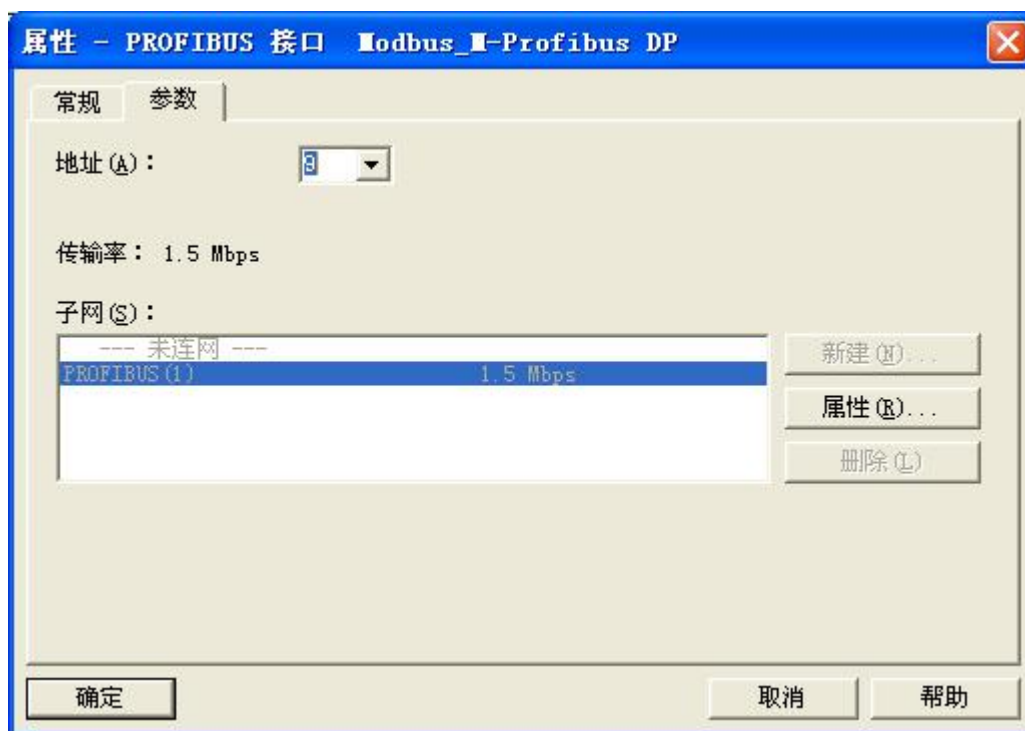 属性 - PROFIBUS 接口 Modbus_M-Profibus DP
常规 参数
地址(A)：
传输率： 1.5 Mbps
子网(S)：
--- 未连网 ---
PROFIBUS(1) 1.5 Mbps
新建(N)...
属性(R)...
删除(L)
确定 取消 帮助